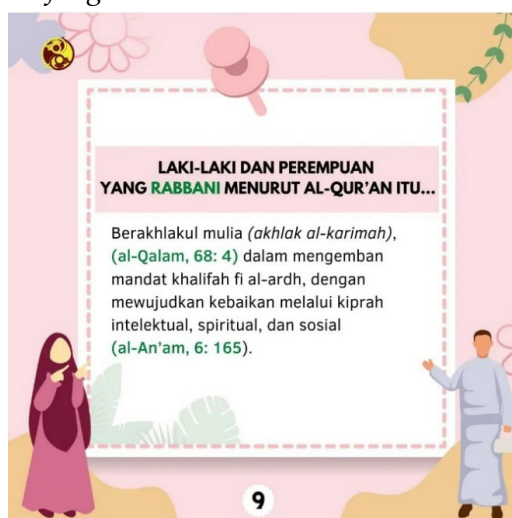 LAKI-LAKI DAN PEREMPUAN
YANG RABBANI MENURUT AL-QUR'AN ITU...
Berakhlakul mulia (akhlak al-karimah),
(al-Qalam, 68: 4) dalam mengemban
mandat khalifah fi al-ardh, dengan
mewujudkan kebaikan melalui kiprah
intelektual, spiritual, dan sosial
(al-An'am, 6: 165).
9